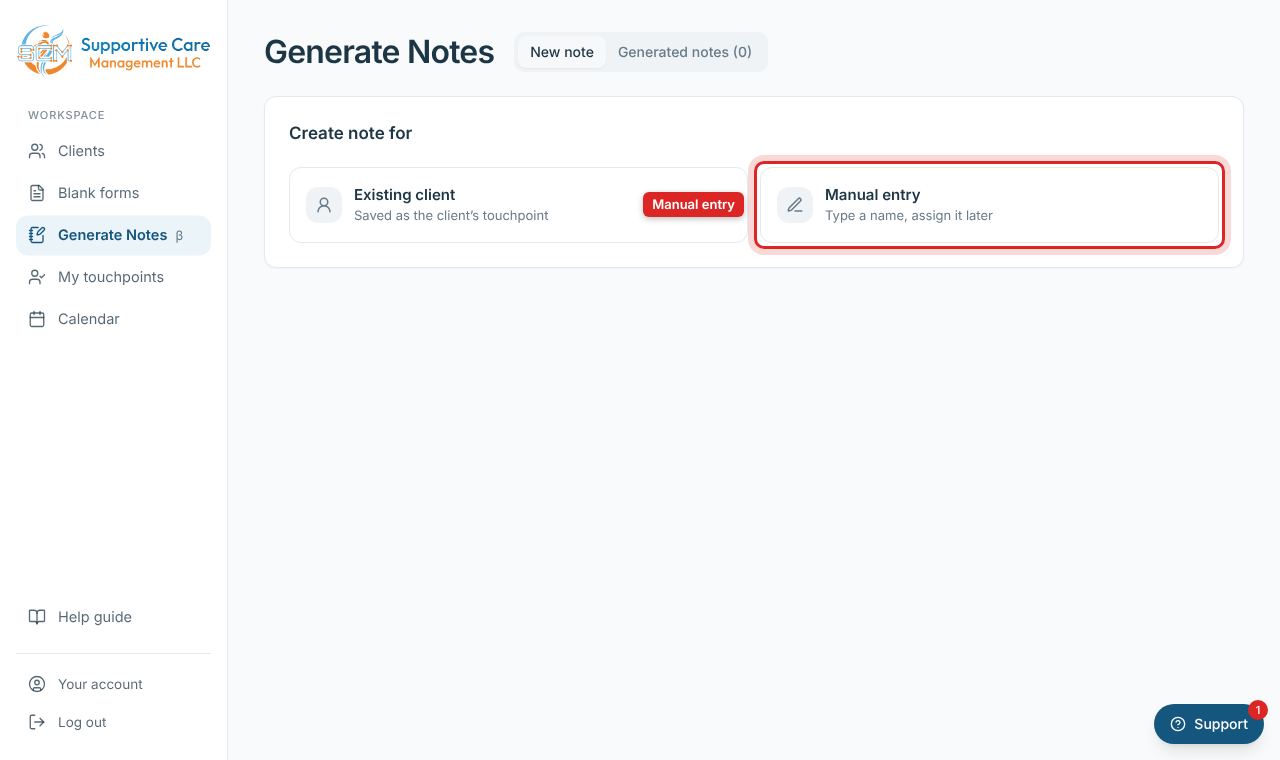 SCM
Supportive Care
Management LLC
WORKSPACE
Clients
Blank forms
Generate Notes β
My touchpoints
Calendar
Help guide
Your account
Log out
Generate Notes
New note
Generated notes (0)
Create note for
Existing client
Saved as the client’s touchpoint
Manual entry
Manual entry
Type a name, assign it later
Support
1